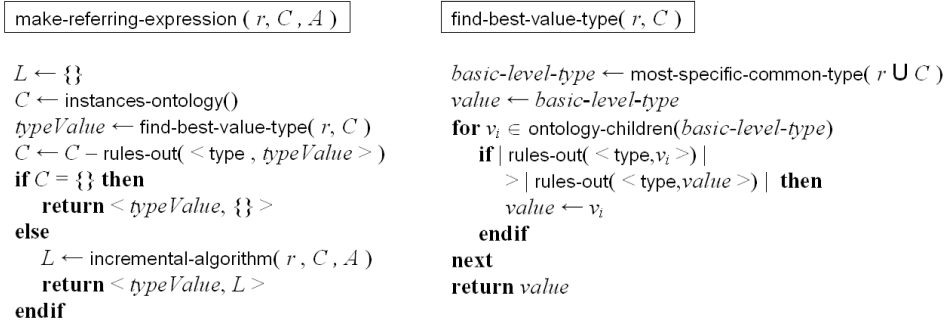 make-referring-expression ( r, C , A )
L ← {}
C ← instances-ontology()
typeValue ← find-best-value-type( r, C )
C ← C – rules-out( < type , typeValue > )
if C = {} then
return < typeValue, {} >
else
L ← incremental-algorithm( r , C , A )
return < typeValue, L >
endif
find-best-value-type( r, C )
basic-level-type ← most-specific-common-type( r U C )
value ← basic-level-type
for vi ∈ ontology-children(basic-level-type)
if | rules-out( < type,vi >) |
> | rules-out( < type,value >) | then
value ← vi
endif
next
return value